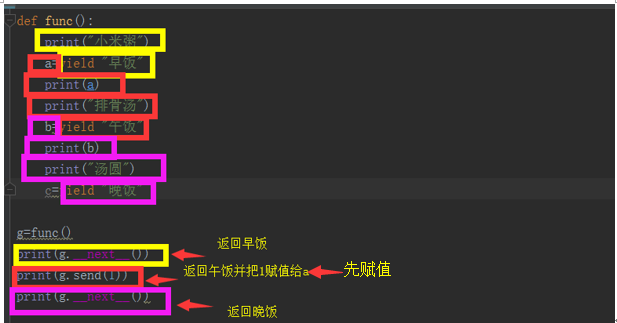 def func():
print("小米粥")
a=yield "早饭"
print(a)
print("排骨汤")
b=yield "午饭"
print(b)
print("汤圆")
c=yield "晚饭"
g=func()
返回早饭
print(g.__next__())
print(g.send(1)) 返回午饭并把1赋值给a 先赋值
print(g.__next__())
返回晚饭